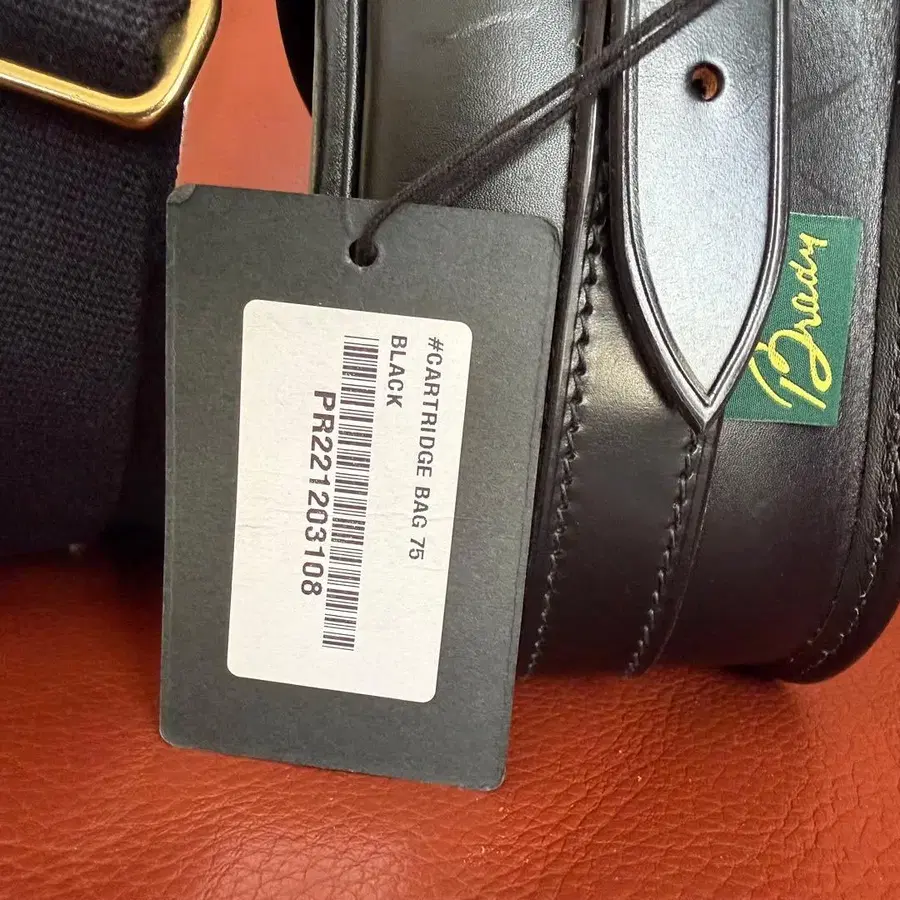 #CARTRIDGE BAG 75
BLACK
PR221203108
Brady